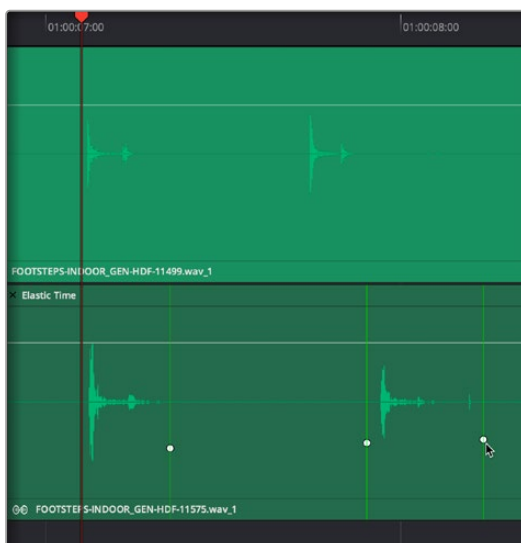 01:00:07:00
01:00:08:00
FOOTSTEPS-INDOOR_GEN-HDF-11499.wav_1
× Elastic Time
FOOTSTEPS-INDOOR_GEN-HDF-11575.wav_1